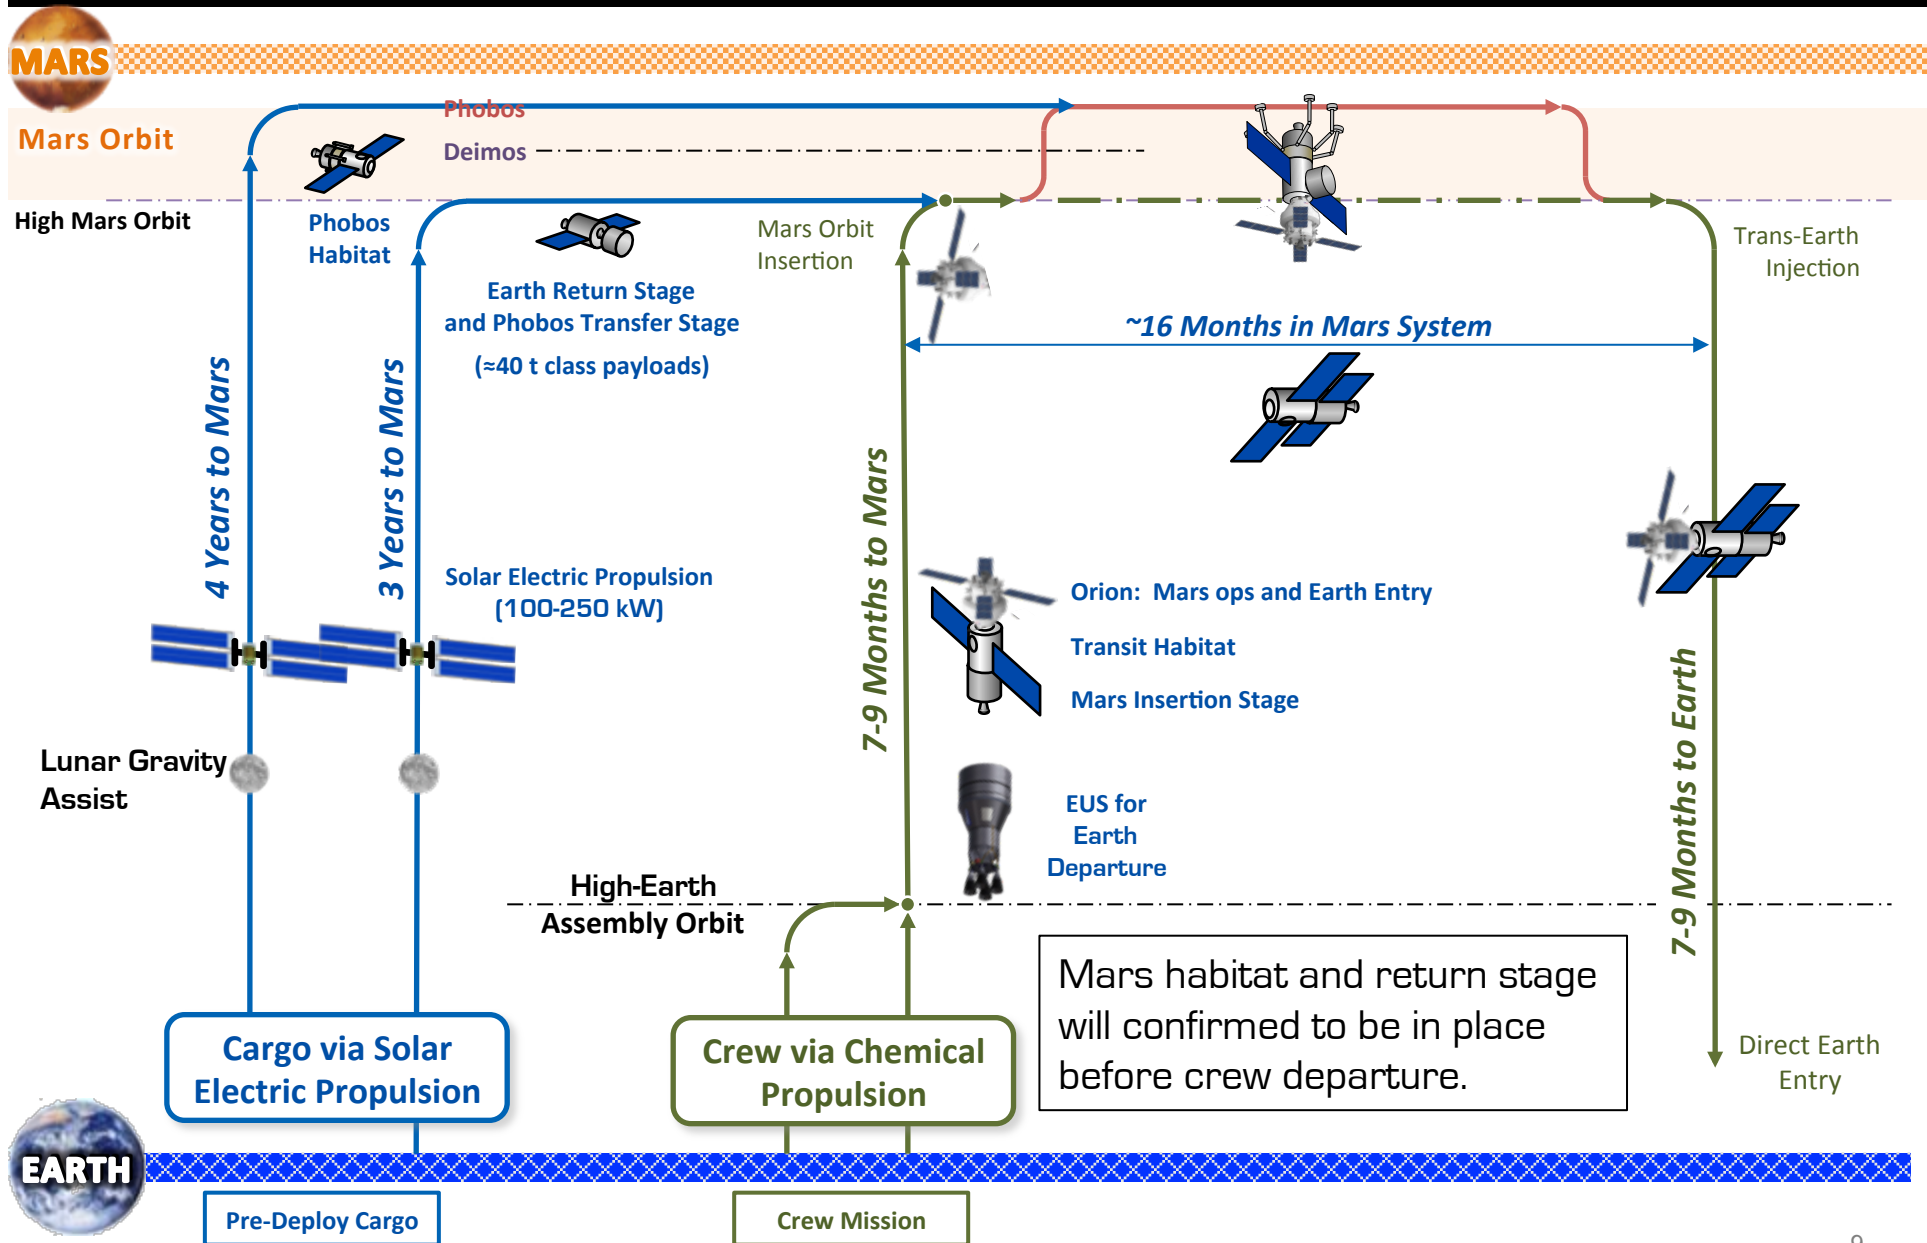 MARS
Mars Orbit
Phobos
Deimos
High Mars Orbit
Phobos
Habitat
Mars Orbit
Insertion
Trans-Earth
Injection
Earth Return Stage
and Phobos Transfer Stage
(≈40 t class payloads)
~16 Months in Mars System
4 Years to Mars
3 Years to Mars
7-9 Months to Mars
7-9 Months to Earth
Solar Electric Propulsion
(100-250 kW)
Orion:  Mars ops and Earth Entry
Transit Habitat
Mars Insertion Stage
Lunar Gravity
Assist
EUS for
Earth
Departure
High-Earth
Assembly Orbit
Mars habitat and return stage
will confirmed to be in place
before crew departure.
Cargo via Solar
Electric Propulsion
Crew via Chemical
Propulsion
Direct Earth
Entry
EARTH
Pre-Deploy Cargo
Crew Mission